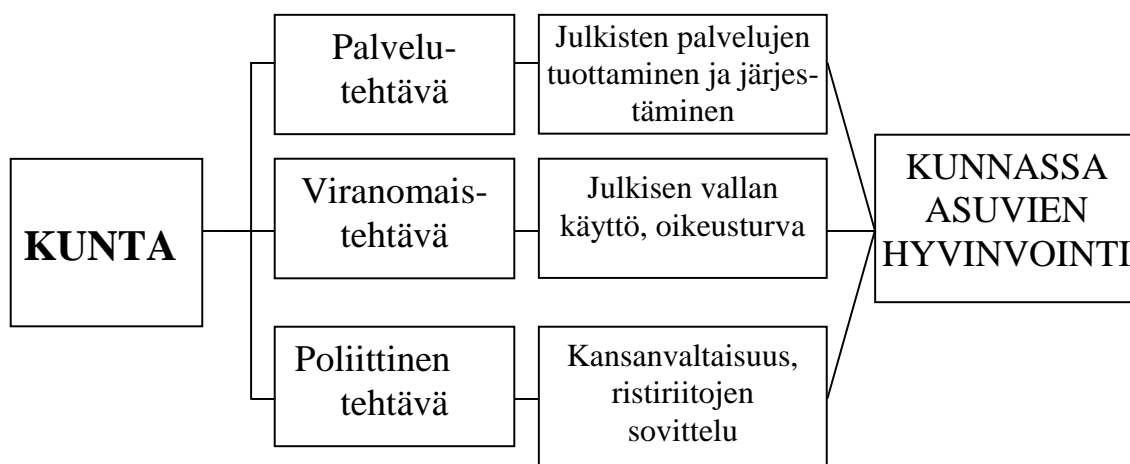 KUNTA
Palvelu-
tehtävä
Julkisten palvelujen
tuottaminen ja järjes-
täminen
Viranomais-
tehtävä
Julkisen vallan
käyttö, oikeusturva
Poliittinen
tehtävä
Kansanvaltaisuus,
ristiriitojen
sovittelu
KUNNASSA
ASUVIEN
HYVINVOINTI